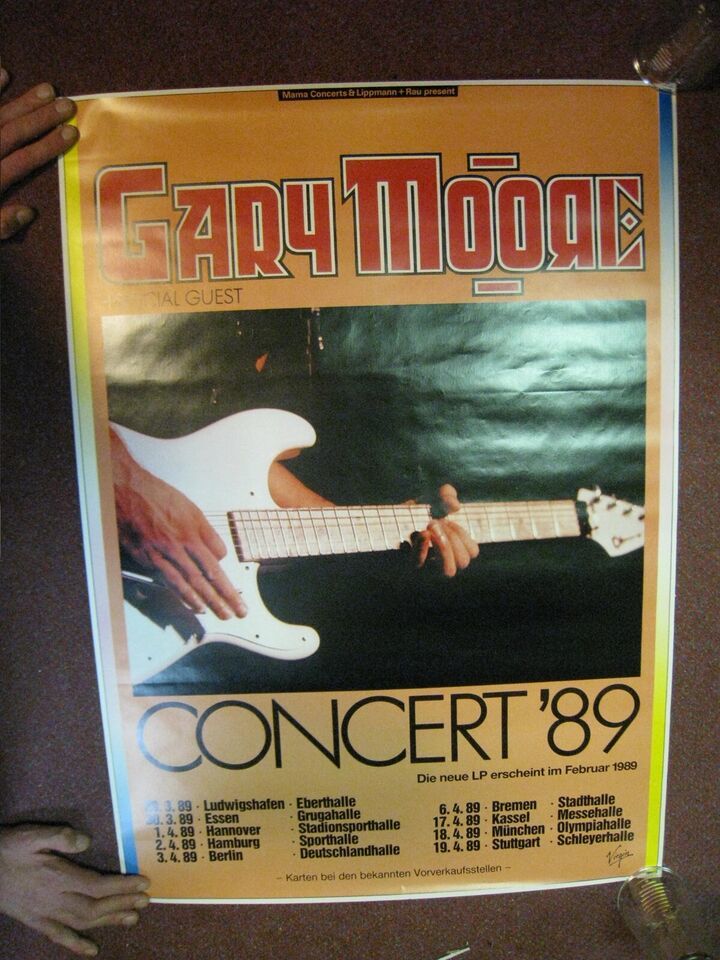 Mama Concerts & Lippmann + Rau present
GARY MOORE
GUEST
CONCERT '89
Die neue LP erscheint im Februar 1989
3. 89 · Ludwigshafen · Eberthalle
30. 3. 89 · Essen · Grugahalle
1. 4. 89 · Hannover · Stadionsporthalle
2. 4. 89 · Hamburg · Sporthalle
3. 4. 89 · Berlin · Deutschlandhalle
6. 4. 89 · Bremen · Stadthalle
17. 4. 89 · Kassel · Messehalle
18. 4. 89 · München · Olympiahalle
19. 4. 89 · Stuttgart · Schleyerhalle
Virgin
– Karten bei den bekannten Vorverkaufsstellen –